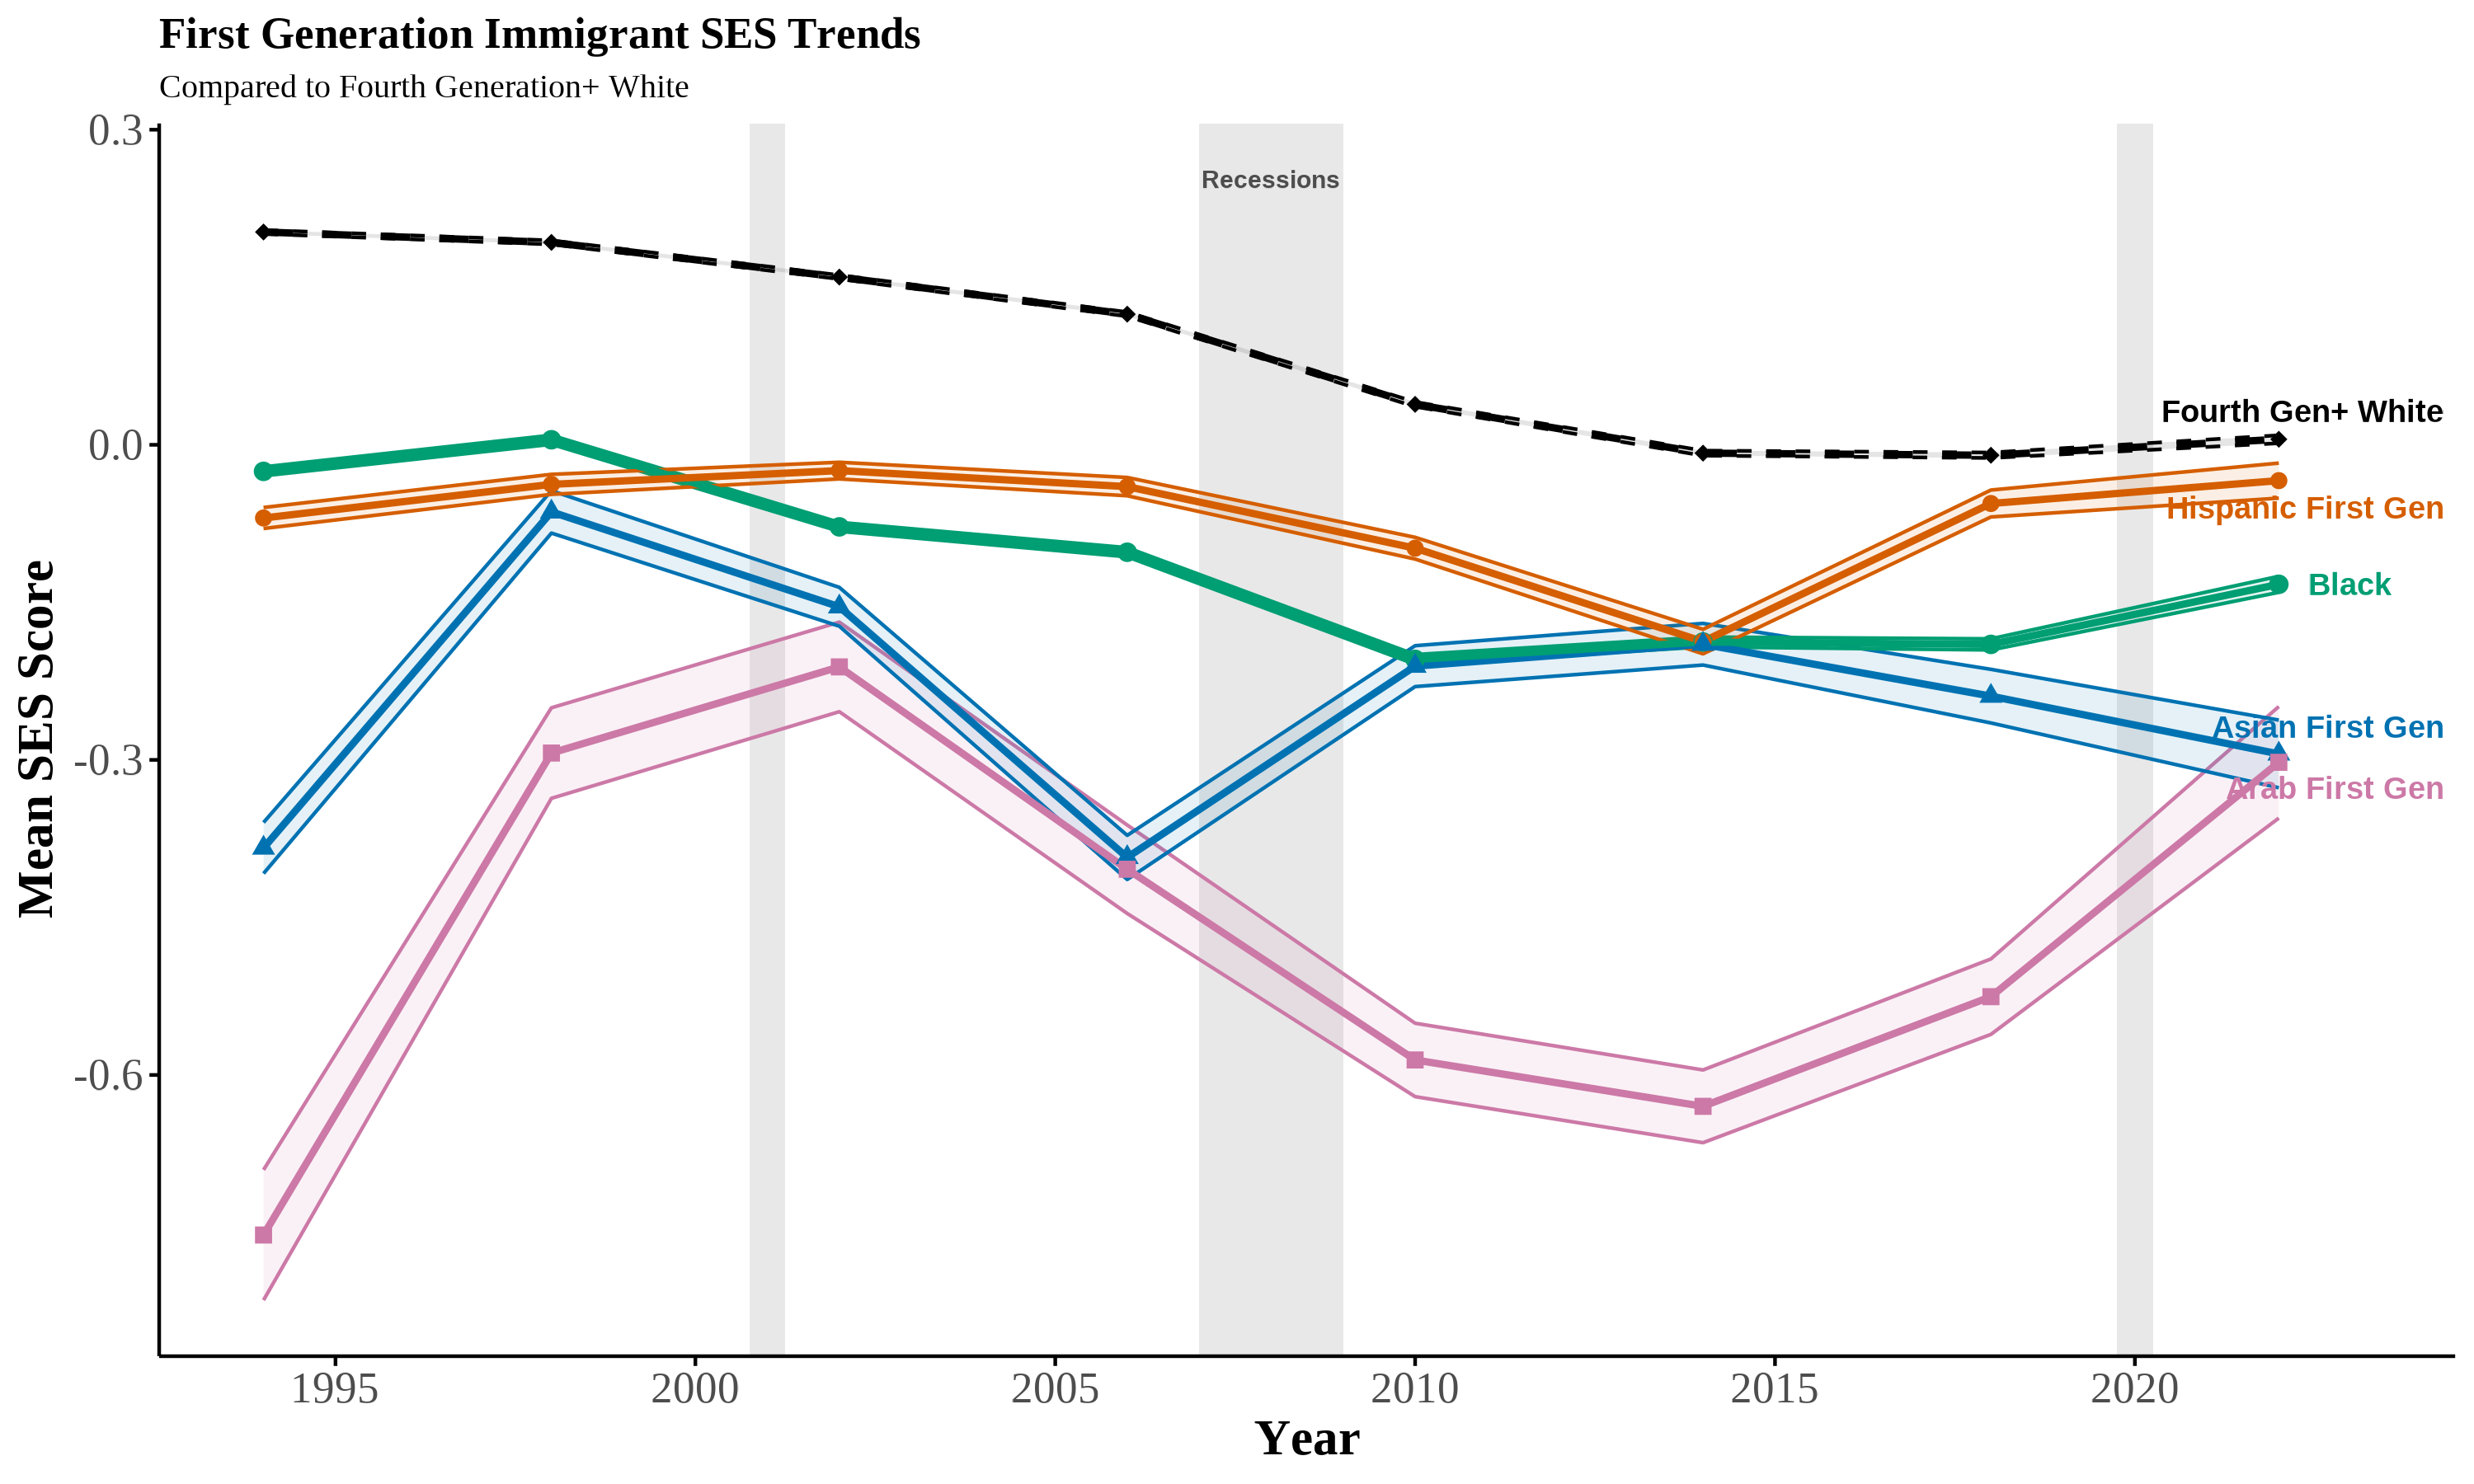 First Generation Immigrant SES Trends
Compared to Fourth Generation+ White
0.3
Recessions
0.0
Fourth Gen+ White
Hispanic First Gen
Black
Asian First Gen
-0.3
Arab First Gen
-0.6
Mean SES Score
1995
2000
2005
2010
2015
2020
Year